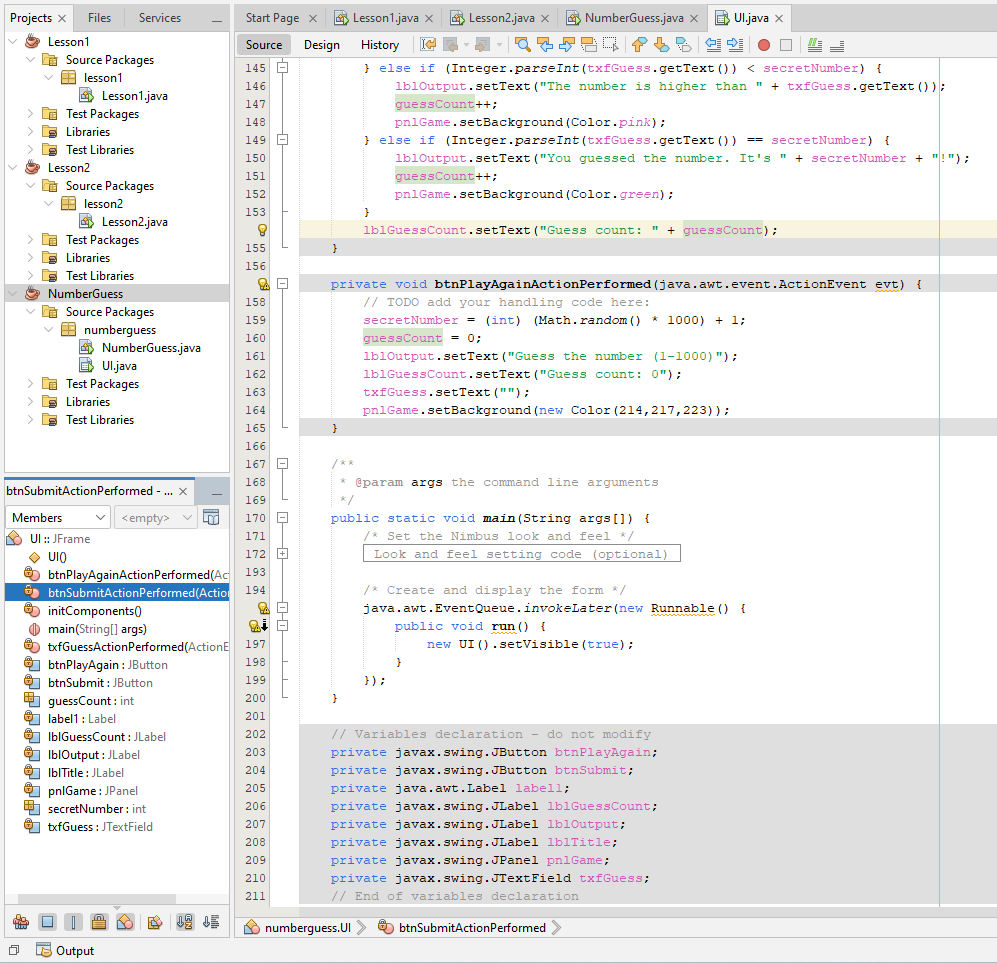 Projects
Files
Services
Start Page
Lesson1.java
Lesson2.java
NumberGuess.java
UI.java
Source
Design
History
Lesson1
Source Packages
lesson1
Lesson1.java
Test Packages
Libraries
Test Libraries
Lesson2
Source Packages
lesson2
Lesson2.java
Test Packages
Libraries
Test Libraries
NumberGuess
Source Packages
numberguess
NumberGuess.java
UI.java
Test Packages
Libraries
Test Libraries
btnSubmitActionPerformed - ...
Members
<empty>
UI :: JFrame
UI()
btnPlayAgainActionPerformed(Act
btnSubmitActionPerformed(Action
initComponents()
main(String[] args)
txfGuessActionPerformed(ActionE
btnPlayAgain : JButton
btnSubmit : JButton
guessCount : int
label1 : Label
lblGuessCount : JLabel
lblOutput : JLabel
lblTitle : JLabel
pnlGame : JPanel
secretNumber : int
txfGuess : JTextField
145 } else if (Integer.parseInt(txfGuess.getText()) < secretNumber) {
146 lblOutput.setText("The number is higher than " + txfGuess.getText());
147 guessCount++;
148 pnlGame.setBackground(Color.pink);
149 } else if (Integer.parseInt(txfGuess.getText()) == secretNumber) {
150 lblOutput.setText("You guessed the number. It's " + secretNumber + "!");
151 guessCount++;
152 pnlGame.setBackground(Color.green);
153 }
lblGuessCount.setText("Guess count: " + guessCount);
155 }
156
private void btnPlayAgainActionPerformed(java.awt.event.ActionEvent evt) {
158 // TODO add your handling code here:
159 secretNumber = (int) (Math.random() * 1000) + 1;
160 guessCount = 0;
161 lblOutput.setText("Guess the number (1-1000)");
162 lblGuessCount.setText("Guess count: 0");
163 txfGuess.setText("");
164 pnlGame.setBackground(new Color(214,217,223));
165 }
166
167 /**
168 * @param args the command line arguments
169 */
170 public static void main(String args[]) {
171 /* Set the Nimbus look and feel */
172 Look and feel setting code (optional)
193
194 /* Create and display the form */
java.awt.EventQueue.invokeLater(new Runnable() {
public void run() {
197 new UI().setVisible(true);
198 }
199 });
200 }
201
202 // Variables declaration - do not modify
203 private javax.swing.JButton btnPlayAgain;
204 private javax.swing.JButton btnSubmit;
205 private java.awt.Label label1;
206 private javax.swing.JLabel lblGuessCount;
207 private javax.swing.JLabel lblOutput;
208 private javax.swing.JLabel lblTitle;
209 private javax.swing.JPanel pnlGame;
210 private javax.swing.JTextField txfGuess;
211 // End of variables declaration
numberguess.UI
btnSubmitActionPerformed
Output